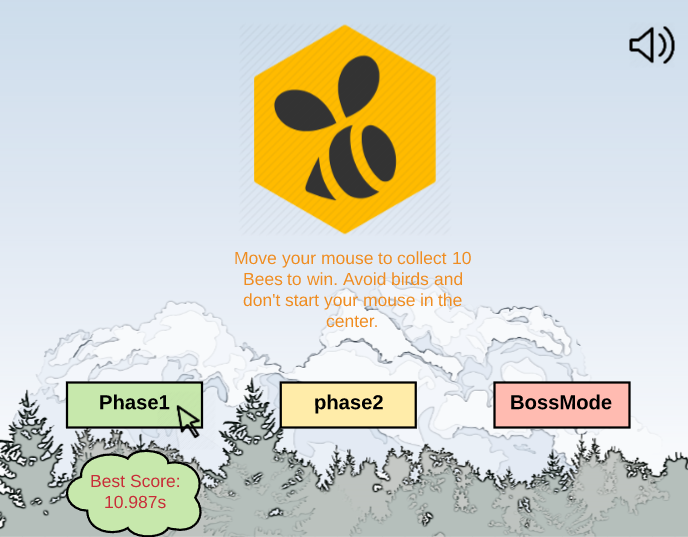 Move your mouse to collect 10
Bees to win. Avoid birds and
don't start your mouse in the
center.
Phase1
phase2
BossMode
Best Score:
10.987s